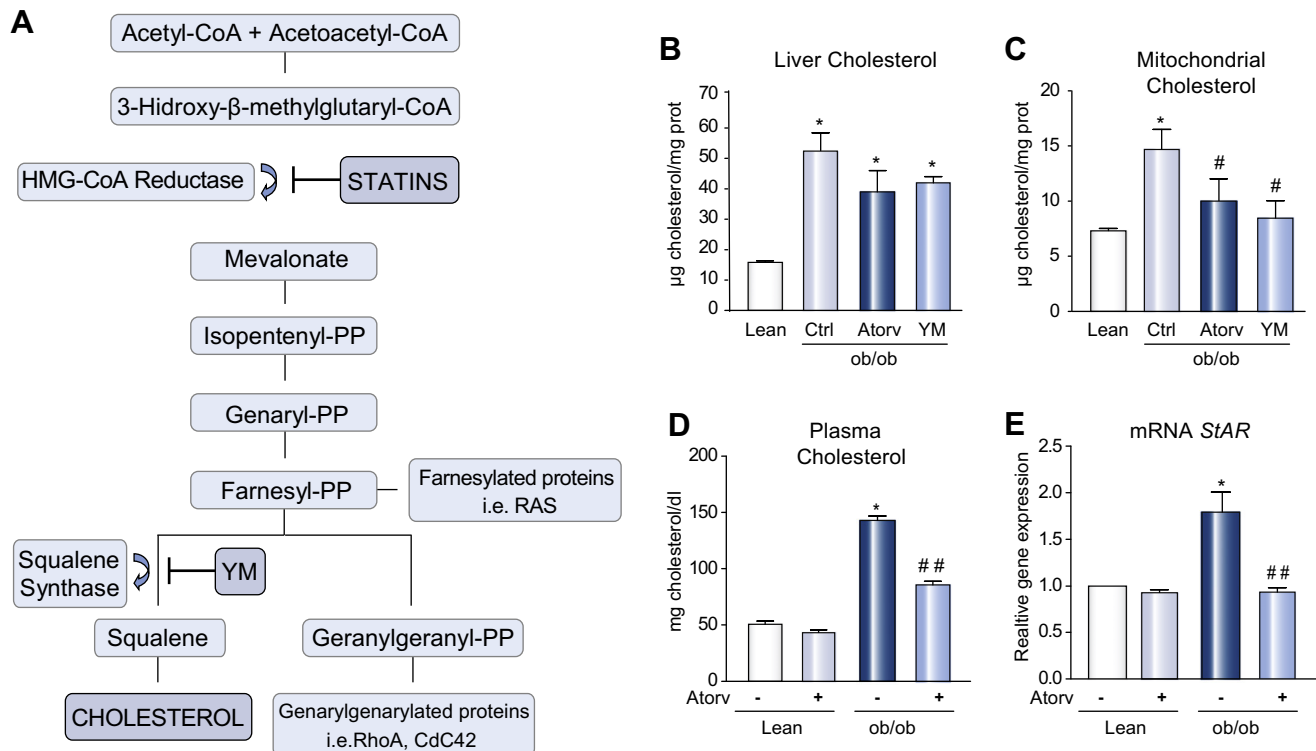 A
Acetyl-CoA + Acetoacetyl-CoA
3-Hidroxy-β-methylglutaryl-CoA
HMG-CoA Reductase
STATINS
Mevalonate
Isopentenyl-PP
Genaryl-PP
Farnesyl-PP
Farnesylated proteins
i.e. RAS
Squalene
Synthase
YM
Squalene
Geranylgeranyl-PP
CHOLESTEROL
Genarylgenarylated proteins
i.e.RhoA, CdC42
B
Liver Cholesterol
µg cholesterol/mg prot
70
60
50
40
30
20
10
0
*
*
*
Lean Ctrl Atorv YM
ob/ob
C
Mitochondrial
Cholesterol
µg cholesterol/mg prot
20
15
10
5
0
*
#
#
Lean Ctrl Atorv YM
ob/ob
D
Plasma
Cholesterol
mg cholesterol/dl
200
150
100
50
0
*
# #
Atorv - + - +
Lean ob/ob
E
mRNA StAR
Realtive gene expression
2.5
2.0
1.5
1.0
0.5
0.0
*
# #
Atorv - + - +
Lean ob/ob